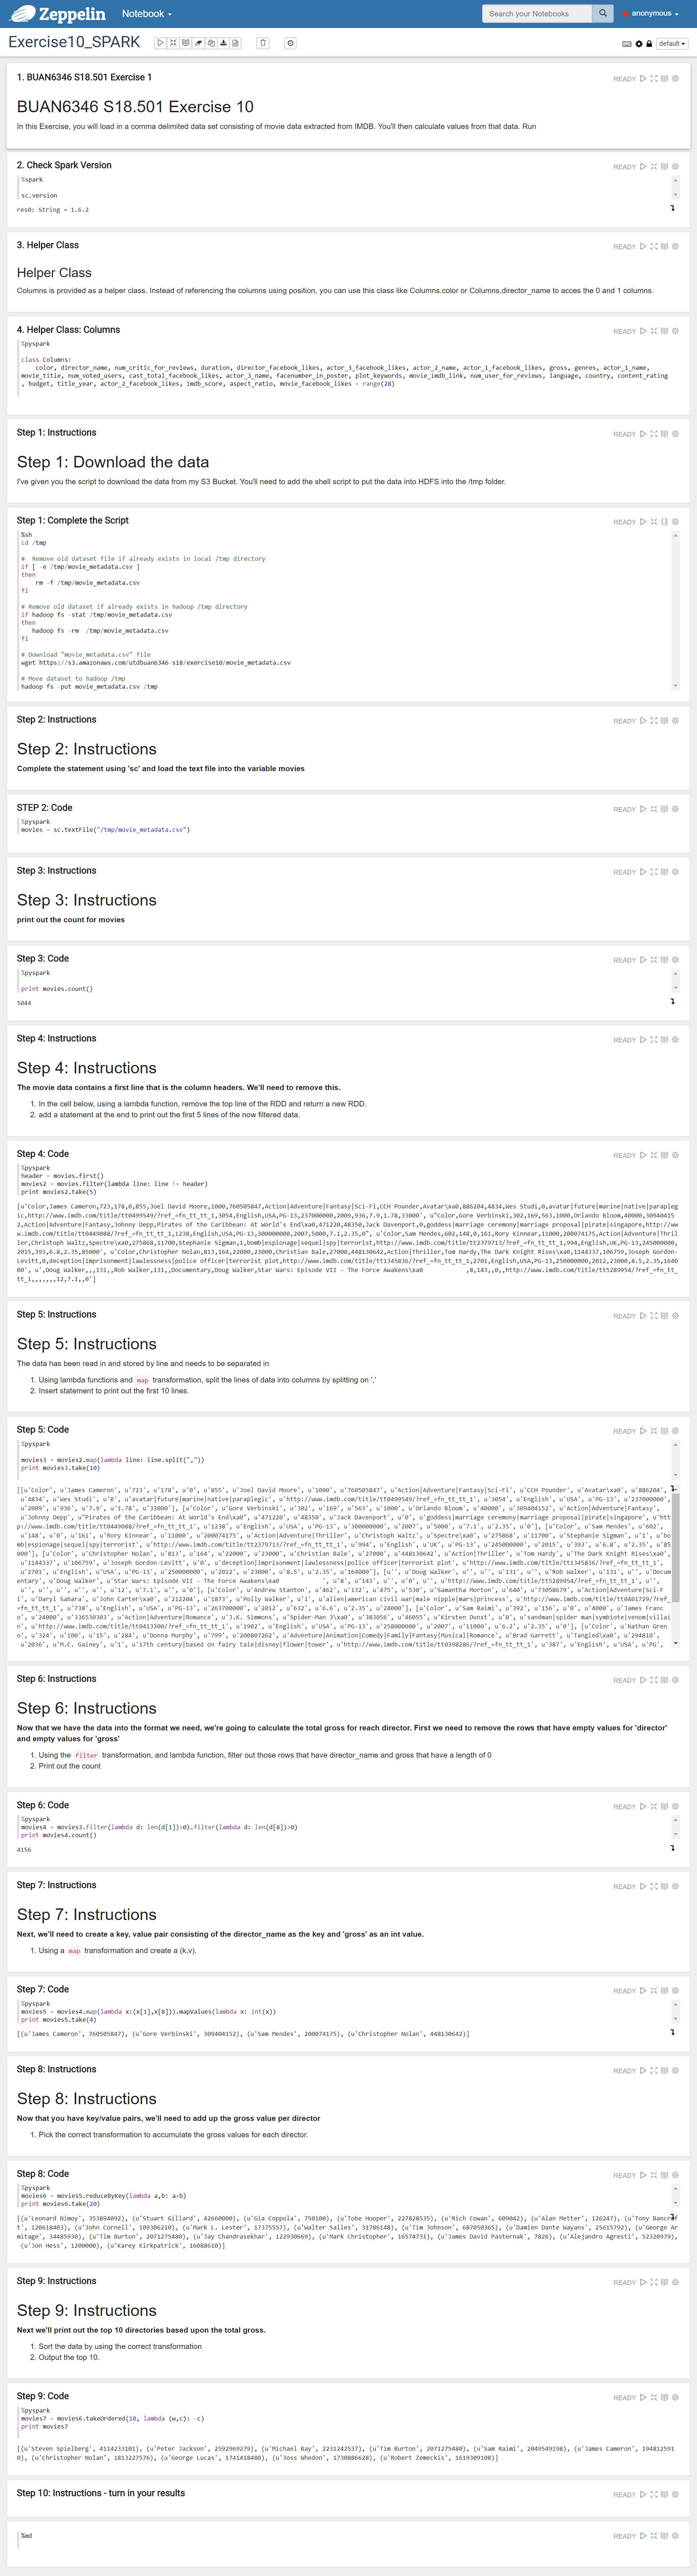 Zeppelin Notebook Search your Notebooks anonymous
Exercise10_SPARK default
1. BUAN6346 S18.501 Exercise 1 READY
BUAN6346 S18.501 Exercise 10
In this Exercise, you will load in a comma delimited data set consisting of movie data extracted from IMDB. You'll then calculate values from that data. Run
2. Check Spark Version READY
%spark
sc.version
res0: String = 1.6.2
3. Helper Class READY
Helper Class
Columns is provided as a helper class. Instead of referencing the columns using position, you can use this class like Columns.color or Columns.director_name to acces the 0 and 1 columns.
4. Helper Class: Columns READY
%pyspark
class Columns:
color, director_name, num_critic_for_reviews, duration, director_facebook_likes, actor_3_facebook_likes, actor_2_name, actor_1_facebook_likes, gross, genres, actor_1_name,
movie_title, num_voted_users, cast_total_facebook_likes, actor_3_name, facenumber_in_poster, plot_keywords, movie_imdb_link, num_user_for_reviews, language, country, content_rating
, budget, title_year, actor_2_facebook_likes, imdb_score, aspect_ratio, movie_facebook_likes = range(28)
Step 1: Instructions READY
Step 1: Download the data
I've given you the script to download the data from my S3 Bucket. You'll need to add the shell script to put the data into HDFS into the /tmp folder.
Step 1: Complete the Script READY
%sh
cd /tmp
#  Remove old dataset file if already exists in local /tmp directory
if [ -e /tmp/movie_metadata.csv ]
then
rm -f /tmp/movie_metadata.csv
fi
# Remove old dataset if already exists in hadoop /tmp directory
if hadoop fs -stat /tmp/movie_metadata.csv
then
hadoop fs -rm  /tmp/movie_metadata.csv
fi
# Download "movie_metadata.csv" file
wget https://s3.amazonaws.com/utdbuan6346-s18/exercise10/movie_metadata.csv
# Move dataset to hadoop /tmp
hadoop fs -put movie_metadata.csv /tmp
Step 2: Instructions READY
Step 2: Instructions
Complete the statement using 'sc' and load the text file into the variable movies
STEP 2: Code READY
%pyspark
movies = sc.textFile("/tmp/movie_metadata.csv")
Step 3: Instructions READY
Step 3: Instructions
print out the count for movies
Step 3: Code READY
%pyspark
print movies.count()
5044
Step 4: Instructions READY
Step 4: Instructions
The movie data contains a first line that is the column headers. We'll need to remove this.
1. In the cell below, using a lambda function, remove the top line of the RDD and return a new RDD.
2. add a statement at the end to print out the first 5 lines of the now filtered data.
Step 4: Code READY
%pyspark
header = movies.first()
movies2 = movies.filter(lambda line: line != header)
print movies2.take(5)
[u'Color,James Cameron,723,178,0,855,Joel David Moore,1000,760505847,Action|Adventure|Fantasy|Sci-Fi,CCH Pounder,Avatar\xa0,886204,4834,Wes Studi,0,avatar|future|marine|native|parapleg
ic,http://www.imdb.com/title/tt0499549/?ref_=fn_tt_tt_1,3054,English,USA,PG-13,237000000,2009,936,7.9,1.78,33000', u"Color,Gore Verbinski,302,169,563,1000,Orlando Bloom,40000,30940415
2,Action|Adventure|Fantasy,Johnny Depp,Pirates of the Caribbean: At World's End\xa0,471220,48350,Jack Davenport,0,goddess|marriage ceremony|marriage proposal|pirate|singapore,http://ww
w.imdb.com/title/tt0449088/?ref_=fn_tt_tt_1,1238,English,USA,PG-13,300000000,2007,5000,7.1,2.35,0", u'Color,Sam Mendes,602,148,0,161,Rory Kinnear,11000,200074175,Action|Adventure|Thril
ler,Christoph Waltz,Spectre\xa0,275868,11700,Stephanie Sigman,1,bomb|espionage|sequel|spy|terrorist,http://www.imdb.com/title/tt2379713/?ref_=fn_tt_tt_1,994,English,UK,PG-13,245000000,
2015,393,6.8,2.35,85000', u'Color,Christopher Nolan,813,164,22000,23000,Christian Bale,27000,448130642,Action|Thriller,Tom Hardy,The Dark Knight Rises\xa0,1144337,106759,Joseph Gordon-
Levitt,0,deception|imprisonment|lawlessness|police officer|terrorist plot,http://www.imdb.com/title/tt1345836/?ref_=fn_tt_tt_1,2701,English,USA,PG-13,250000000,2012,23000,8.5,2.35,1640
00', u',Doug Walker,,,131,,Rob Walker,131,,Documentary,Doug Walker,Star Wars: Episode VII - The Force Awakens\xa0 ,8,143,,0,,http://www.imdb.com/title/tt5289954/?ref_=fn_tt_
tt_1,,,,,,,12,7.1,,0']
Step 5: Instructions READY
Step 5: Instructions
The data has been read in and stored by line and needs to be separated in
1. Using lambda functions and map transformation, split the lines of data into columns by splitting on ','
2. Insert statement to print out the first 10 lines.
Step 5: Code READY
%pyspark
movies3 = movies2.map(lambda line: line.split(","))
print movies3.take(10)
[[u'Color', u'James Cameron', u'723', u'178', u'0', u'855', u'Joel David Moore', u'1000', u'760505847', u'Action|Adventure|Fantasy|Sci-Fi', u'CCH Pounder', u'Avatar\xa0', u'886204',
u'4834', u'Wes Studi', u'0', u'avatar|future|marine|native|paraplegic', u'http://www.imdb.com/title/tt0499549/?ref_=fn_tt_tt_1', u'3054', u'English', u'USA', u'PG-13', u'237000000',
u'2009', u'936', u'7.9', u'1.78', u'33000'], [u'Color', u'Gore Verbinski', u'302', u'169', u'563', u'1000', u'Orlando Bloom', u'40000', u'309404152', u'Action|Adventure|Fantasy',
u'Johnny Depp', u"Pirates of the Caribbean: At World's End\xa0", u'471220', u'48350', u'Jack Davenport', u'0', u'goddess|marriage ceremony|marriage proposal|pirate|singapore', u'htt
p://www.imdb.com/title/tt0449088/?ref_=fn_tt_tt_1', u'1238', u'English', u'USA', u'PG-13', u'300000000', u'2007', u'5000', u'7.1', u'2.35', u'0'], [u'Color', u'Sam Mendes', u'602',
u'148', u'0', u'161', u'Rory Kinnear', u'11000', u'200074175', u'Action|Adventure|Thriller', u'Christoph Waltz', u'Spectre\xa0', u'275868', u'11700', u'Stephanie Sigman', u'1', u'bo
mb|espionage|sequel|spy|terrorist', u'http://www.imdb.com/title/tt2379713/?ref_=fn_tt_tt_1', u'994', u'English', u'UK', u'PG-13', u'245000000', u'2015', u'393', u'6.8', u'2.35', u'85
000'], [u'Color', u'Christopher Nolan', u'813', u'164', u'22000', u'23000', u'Christian Bale', u'27000', u'448130642', u'Action|Thriller', u'Tom Hardy', u'The Dark Knight Rises\xa0',
u'1144337', u'106759', u'Joseph Gordon-Levitt', u'0', u'deception|imprisonment|lawlessness|police officer|terrorist plot', u'http://www.imdb.com/title/tt1345836/?ref_=fn_tt_tt_1',
u'2701', u'English', u'USA', u'PG-13', u'250000000', u'2012', u'23000', u'8.5', u'2.35', u'164000'], [u'', u'Doug Walker', u'', u'', u'131', u'', u'Rob Walker', u'131', u'', u'Docum
entary', u'Doug Walker', u'Star Wars: Episode VII - The Force Awakens\xa0 ', u'8', u'143', u'', u'0', u'', u'http://www.imdb.com/title/tt5289954/?ref_=fn_tt_tt_1', u'',
u'', u'', u'', u'', u'', u'12', u'7.1', u'', u'0'], [u'Color', u'Andrew Stanton', u'462', u'132', u'475', u'530', u'Samantha Morton', u'640', u'73058679', u'Action|Adventure|Sci-F
i', u'Daryl Sabara', u'John Carter\xa0', u'212204', u'1873', u'Polly Walker', u'1', u'alien|american civil war|male nipple|mars|princess', u'http://www.imdb.com/title/tt0401729/?ref_
=fn_tt_tt_1', u'738', u'English', u'USA', u'PG-13', u'263700000', u'2012', u'632', u'6.6', u'2.35', u'24000'], [u'Color', u'Sam Raimi', u'392', u'156', u'0', u'4000', u'James Franc
o', u'24000', u'336530303', u'Action|Adventure|Romance', u'J.K. Simmons', u'Spider-Man 3\xa0', u'383056', u'46055', u'Kirsten Dunst', u'0', u'sandman|spider man|symbiote|venom|villai
n', u'http://www.imdb.com/title/tt0413300/?ref_=fn_tt_tt_1', u'1902', u'English', u'USA', u'PG-13', u'258000000', u'2007', u'11000', u'6.2', u'2.35', u'0'], [u'Color', u'Nathan Gren
o', u'324', u'100', u'15', u'284', u'Donna Murphy', u'799', u'200807262', u'Adventure|Animation|Comedy|Family|Fantasy|Musical|Romance', u'Brad Garrett', u'Tangled\xa0', u'294810',
u'2036', u'M.C. Gainey', u'1', u'17th century|based on fairy tale|disney|flower|tower', u'http://www.imdb.com/title/tt0398286/?ref_=fn_tt_tt_1', u'387', u'English', u'USA', u'PG',
Step 6: Instructions READY
Step 6: Instructions
Now that we have the data into the format we need, we're going to calculate the total gross for reach director. First we need to remove the rows that have empty values for 'director'
and empty values for 'gross'
1. Using the filter transformation, and lambda function, filter out those rows that have director_name and gross that have a length of 0
2. Print out the count
Step 6: Code READY
%pyspark
movies4 = movies3.filter(lambda d: len(d[1])>0).filter(lambda d: len(d[8])>0)
print movies4.count()
4156
Step 7: Instructions READY
Step 7: Instructions
Next, we'll need to create a key, value pair consisting of the director_name as the key and 'gross' as an int value.
1. Using a map transformation and create a (k,v).
Step 7: Code READY
%pyspark
movies5 = movies4.map(lambda x:(x[1],x[8])).mapValues(lambda x: int(x))
print movies5.take(4)
[(u'James Cameron', 760505847), (u'Gore Verbinski', 309404152), (u'Sam Mendes', 200074175), (u'Christopher Nolan', 448130642)]
Step 8: Instructions READY
Step 8: Instructions
Now that you have key/value pairs, we'll need to add up the gross value per director
1. Pick the correct transformation to accumulate the gross values for each director.
Step 8: Code READY
%pyspark
movies6 = movies5.reduceByKey(lambda a,b: a+b)
print movies6.take(20)
[(u'Leonard Nimoy', 353894092), (u'Stuart Gillard', 42660000), (u'Gia Coppola', 750100), (u'Tobe Hooper', 227828535), (u'Rich Cowan', 609042), (u'Alan Metter', 126247), (u'Tony Bancrof
t', 120618403), (u'John Cornell', 109306210), (u'Mark L. Lester', 17375557), (u'Walter Salles', 31786148), (u'Tim Johnson', 687050365), (u'Damien Dante Wayans', 25615792), (u'George Ar
mitage', 34485930), (u'Tim Burton', 2071275480), (u'Jay Chandrasekhar', 122930669), (u'Mark Christopher', 16574731), (u'James David Pasternak', 7826), (u'Alejandro Agresti', 52320979),
(u'Jon Hess', 1200000), (u'Karey Kirkpatrick', 16088610)]
Step 9: Instructions READY
Step 9: Instructions
Next we'll print out the top 10 directories based upon the total gross.
1. Sort the data by using the correct transformation
2. Output the top 10.
Step 9: Code READY
%pyspark
movies7 = movies6.takeOrdered(10, lambda (w,c): -c)
print movies7
[(u'Steven Spielberg', 4114233101), (u'Peter Jackson', 2592969279), (u'Michael Bay', 2231242537), (u'Tim Burton', 2071275480), (u'Sam Raimi', 2049549198), (u'James Cameron', 194812591
0), (u'Christopher Nolan', 1813227576), (u'George Lucas', 1741418480), (u'Joss Whedon', 1730886628), (u'Robert Zemeckis', 1619309108)]
Step 10: Instructions - turn in your results READY
%md READY